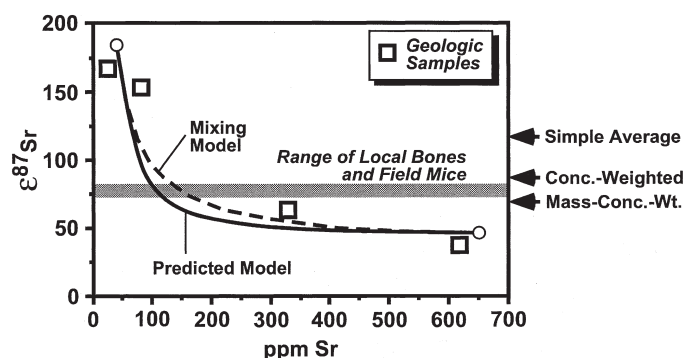 200
150
100
50
0
ε87Sr
Geologic
Samples
Mixing
Model
Range of Local Bones
and Field Mice
Predicted Model
Simple Average
Conc.-Weighted
Mass-Conc.-Wt.
0 100 200 300 400 500 600 700
ppm Sr